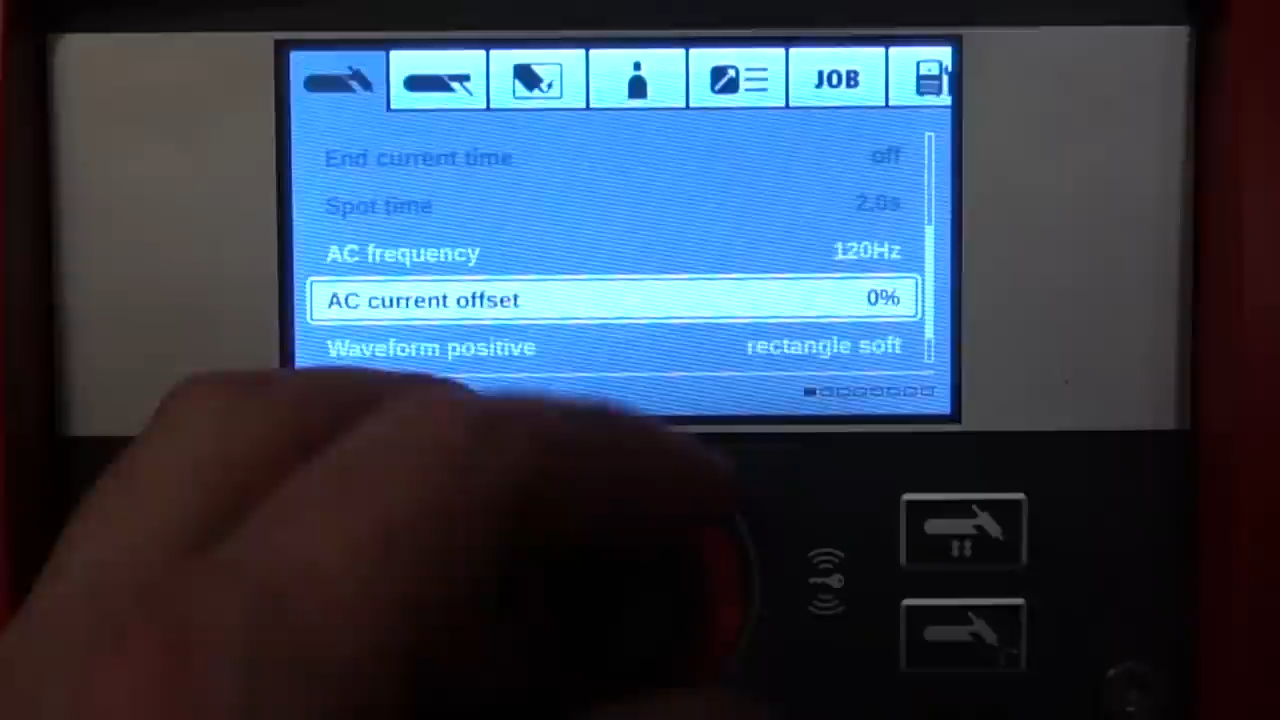 JOB
End current time off
Spot time 2.0s
AC frequency 120Hz
AC current offset 0%
Waveform positive rectangle soft